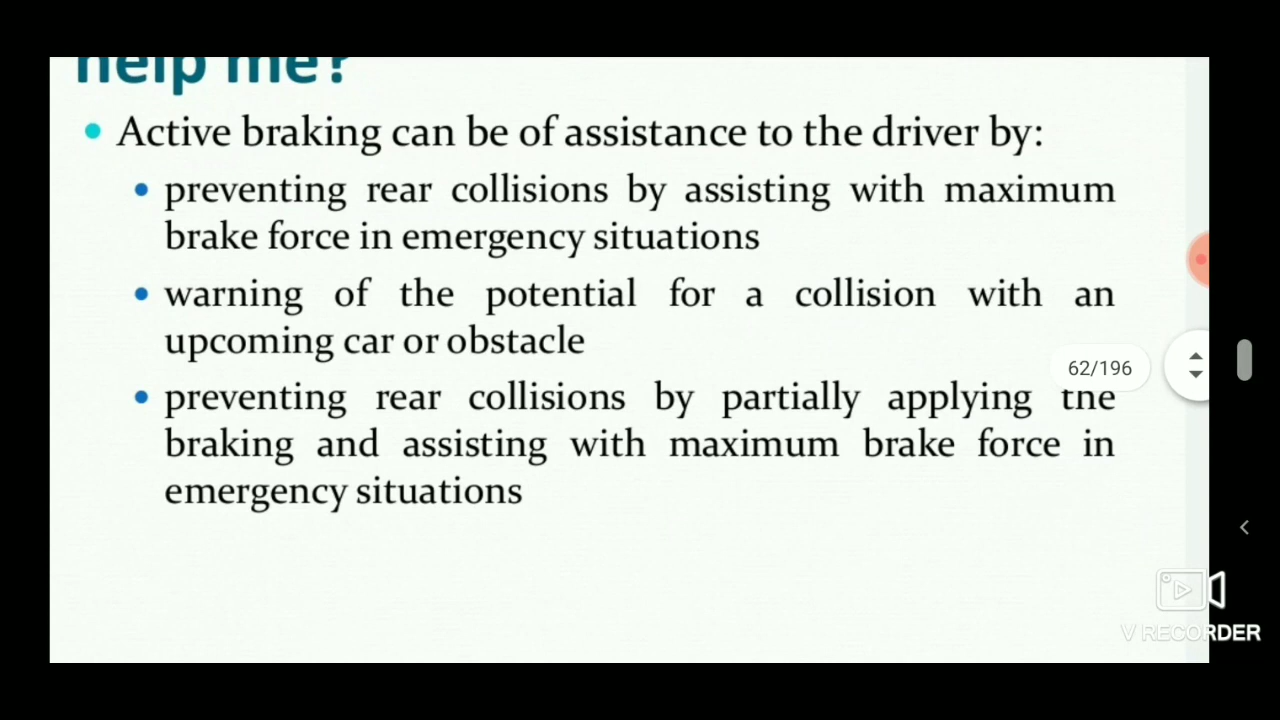 help me?
Active braking can be of assistance to the driver by:
preventing rear collisions by assisting with maximum
brake force in emergency situations
warning of the potential for a collision with an
upcoming car or obstacle
62/196
preventing rear collisions by partially applying the
braking and assisting with maximum brake force in
emergency situations
V RECORDER